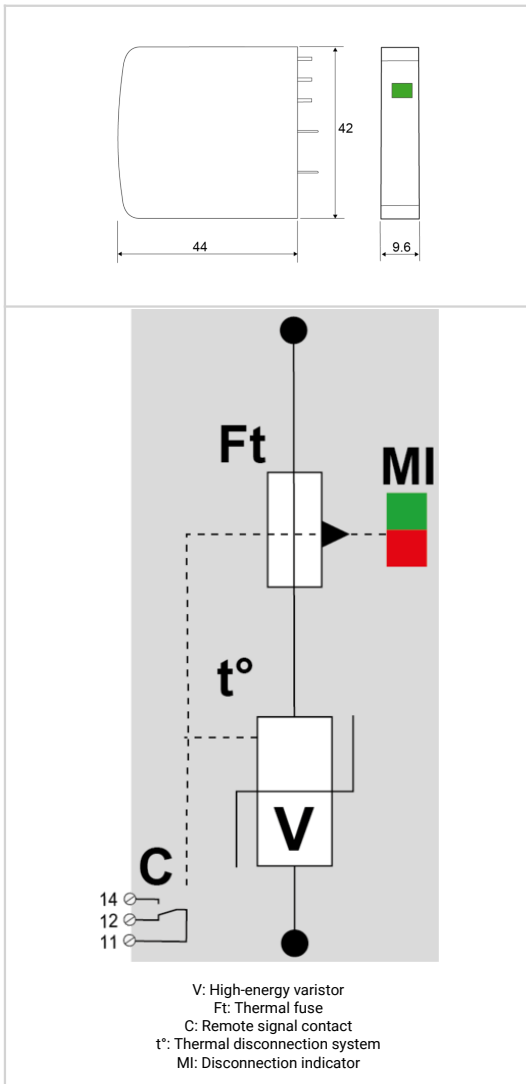 42
44
9.6
Ft
MI
t°
V
C
14
12
11
V: High-energy varistor
Ft: Thermal fuse
C: Remote signal contact
t°: Thermal disconnection system
MI: Disconnection indicator